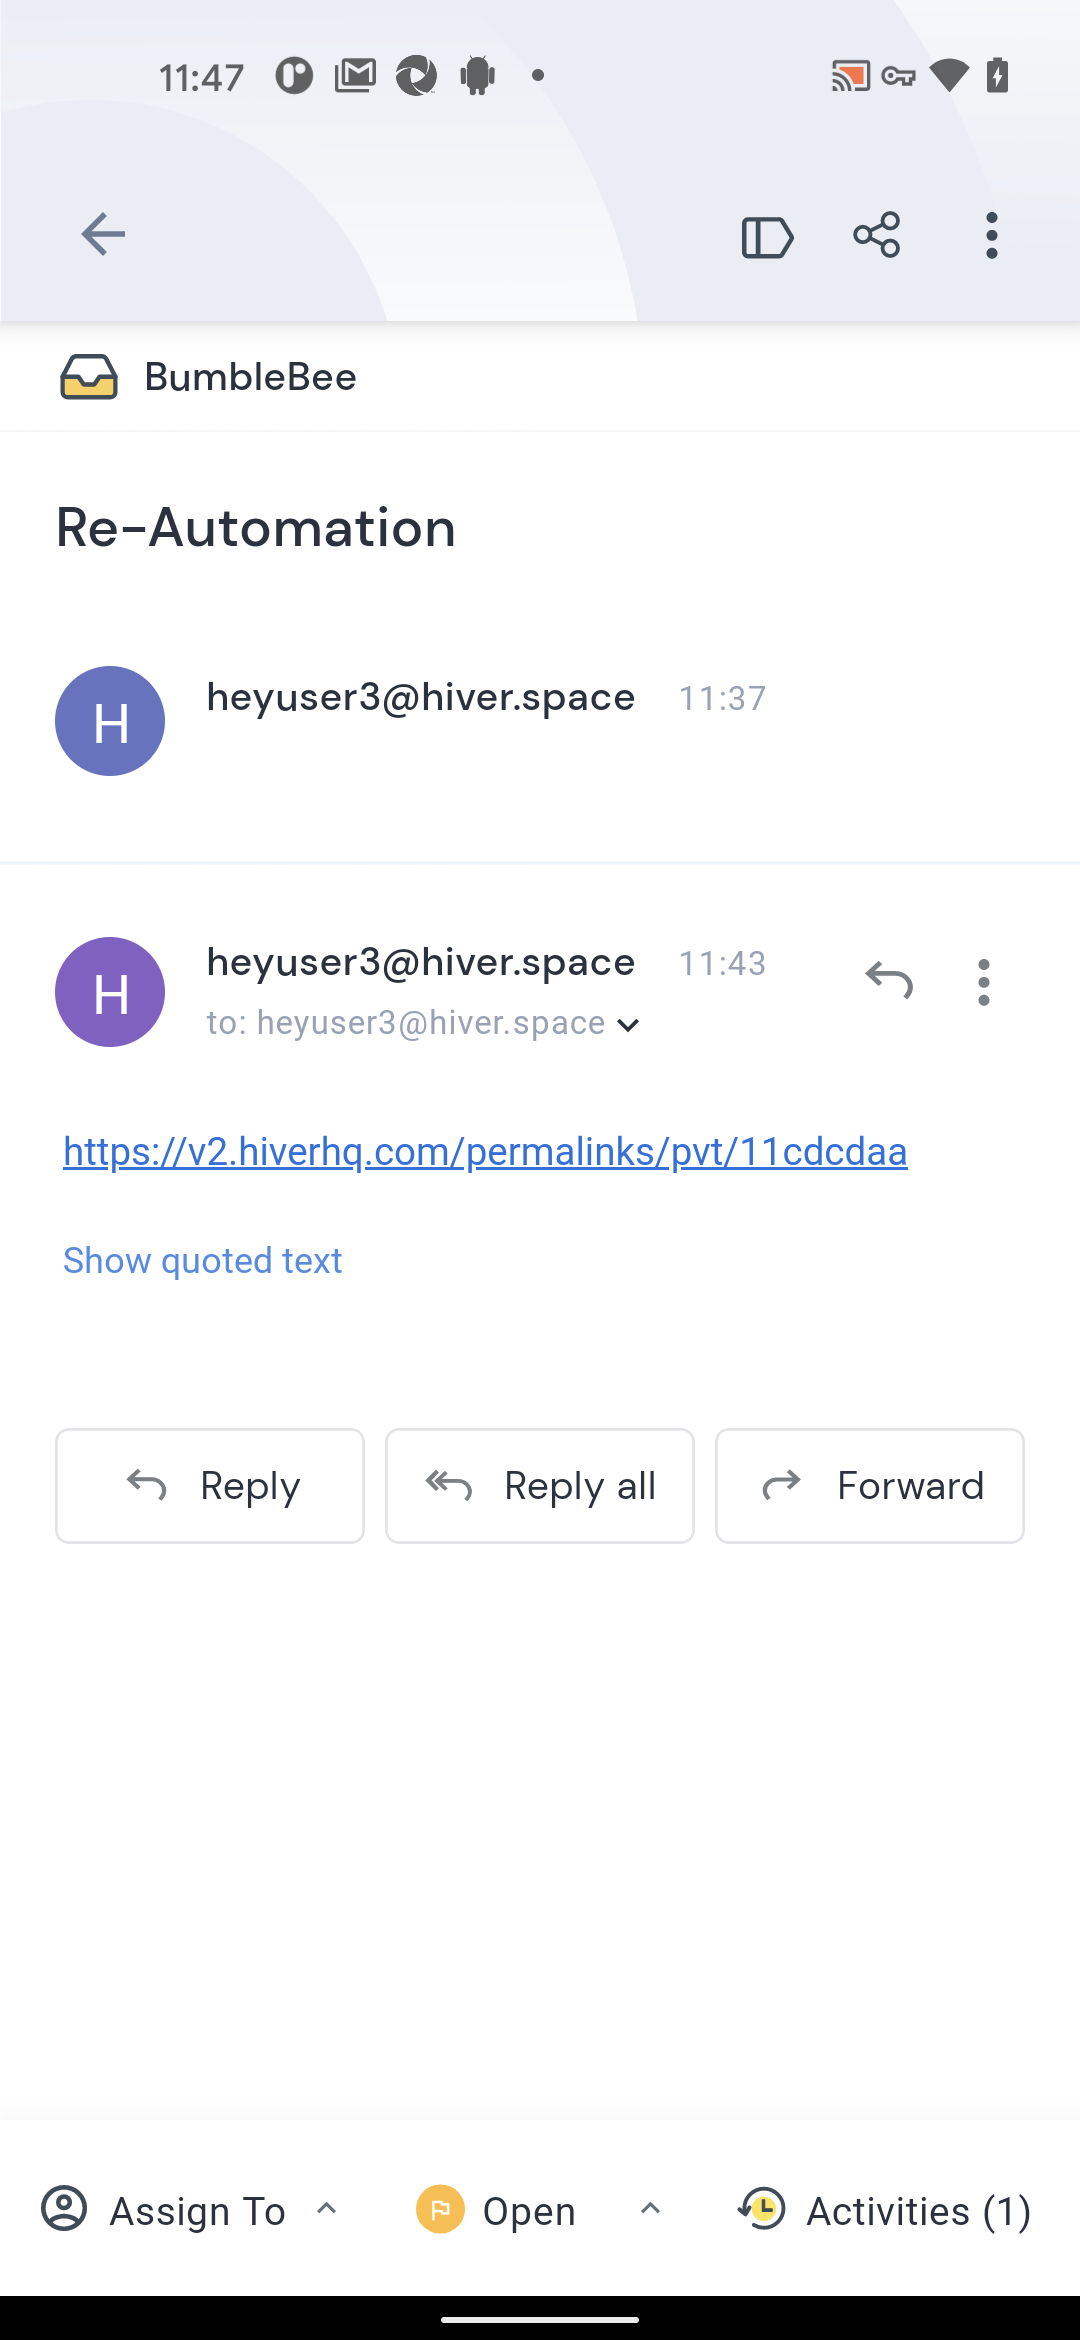 11:47
BumbleBee
Re-Automation
H
heyuser3@hiver.space 11:37
H
heyuser3@hiver.space 11:43
to: heyuser3@hiver.space
https://v2.hiverhq.com/permalinks/pvt/11cdcdaa
Show quoted text
Reply
Reply all
Forward
Assign To
Open
Activities (1)